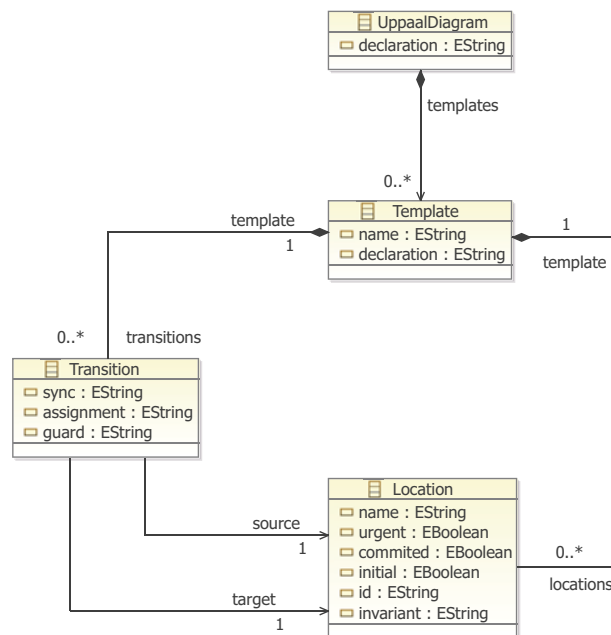 UppaalDiagram
declaration : EString
templates
0..*
Template
name : EString
declaration : EString
template
1
1
template
0..*
transitions
Transition
sync : EString
assignment : EString
guard : EString
Location
name : EString
urgent : EBoolean
commited : EBoolean
initial : EBoolean
id : EString
invariant : EString
source
1
target
1
0..*
locations